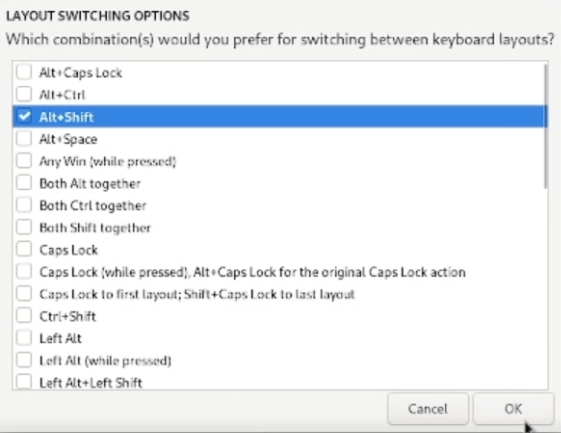 LAYOUT SWITCHING OPTIONS
Which combination(s) would you prefer for switching between keyboard layouts?
Alt+Caps Lock
Alt+Ctrl
Alt+Shift
Alt+Space
Any Win (while pressed)
Both Alt together
Both Ctrl together
Both Shift together
Caps Lock
Caps Lock (while pressed), Alt+Caps Lock for the original Caps Lock action
Caps Lock to first layout; Shift+Caps Lock to last layout
Ctrl+Shift
Left Alt
Left Alt (while pressed)
Left Alt+Left Shift
Cancel OK